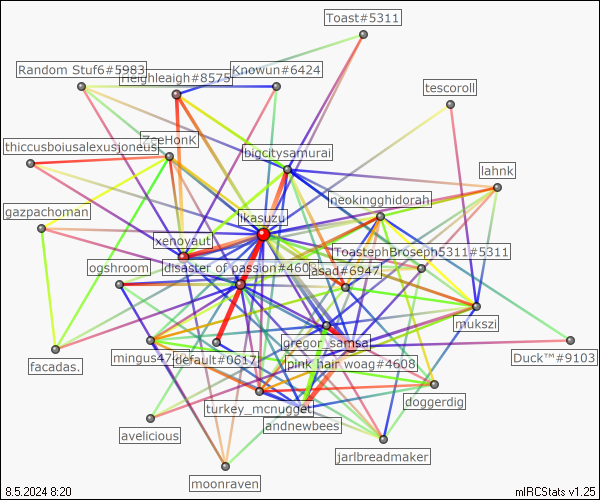 Toast#5311
Random Stuf6#5983
Knowun#6424
tescoroll
ZeeHonK
thiccusboiusalexusjoneus
bigcitysamurai
lahnk
neokingghidorah
gazpachoman
ikasuzu
xenoyaut
ToastephBroseph5311#5311
ogshroom
disaster of passion#460
asad#6947
mukszi
gregor_samsa
mingus47
default#0617
Duck™#9103
facadas.
pink hair woag#4608
doggerdig
turkey_mcnugget
andnewbees
avelicious
jarlbreadmaker
moonraven
8.5.2024 8:20
mIRCStats v1.25